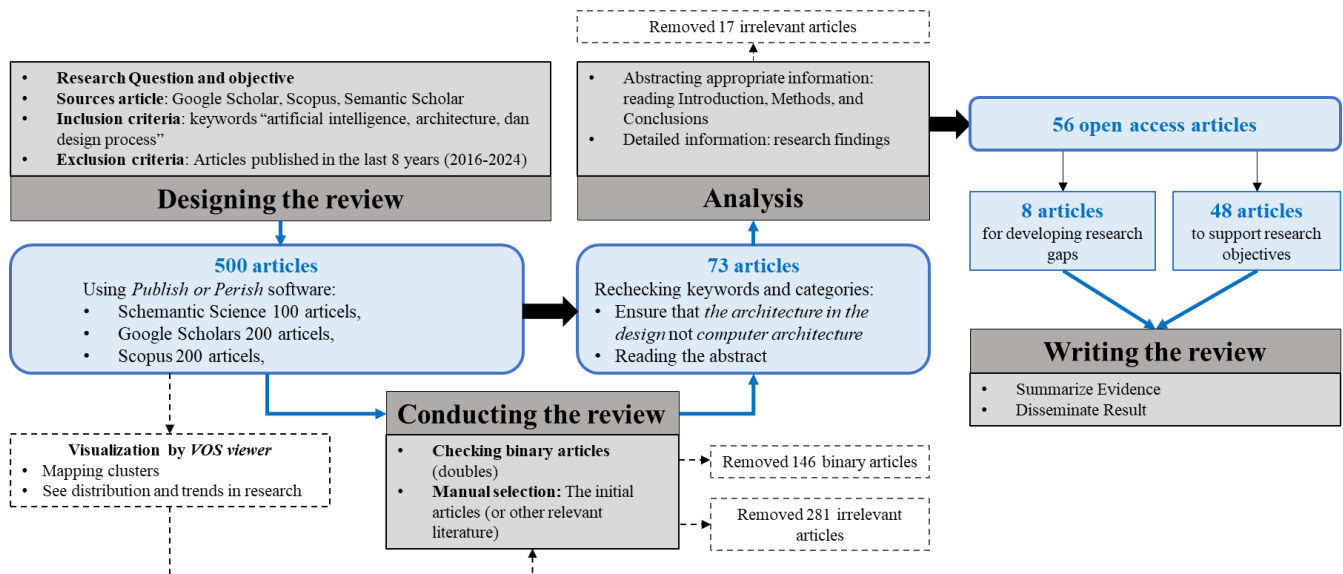 Removed 17 irrelevant articles
• Research Question and objective
• Sources article: Google Scholar, Scopus, Semantic Scholar
• Inclusion criteria: keywords “artificial intelligence, architecture, dan
design process”
• Exclusion criteria: Articles published in the last 8 years (2016-2024)
Designing the review
• Abstracting appropriate information:
reading Introduction, Methods, and
Conclusions
• Detailed information: research findings
Analysis
56 open access articles
8 articles
for developing research
gaps
48 articles
to support research
objectives
500 articles
Using Publish or Perish software:
• Schemantic Science 100 articels,
• Google Scholars 200 articels,
• Scopus 200 articels,
73 articles
Rechecking keywords and categories:
• Ensure that the architecture in the
design not computer architecture
• Reading the abstract
Writing the review
• Summarize Evidence
• Disseminate Result
Conducting the review
• Checking binary articles
(doubles)
• Manual selection: The initial
articles (or other relevant
literature)
Visualization by VOS viewer
• Mapping clusters
• See distribution and trends in research
Removed 146 binary articles
Removed 281 irrelevant
articles